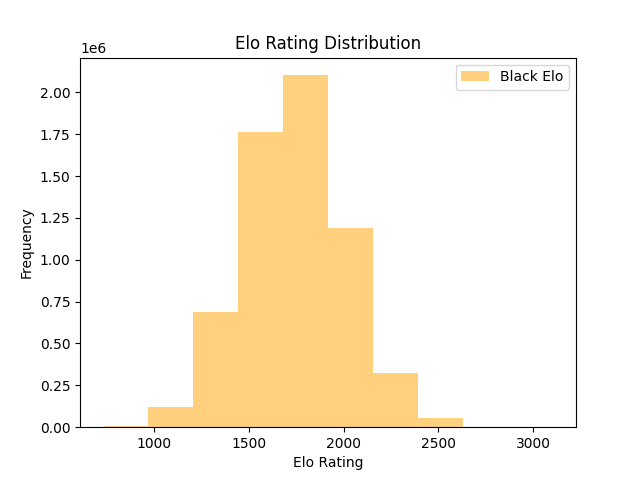 Elo Rating Distribution
1e6
Black Elo
2.00
1.75
1.50
1.25
1.00
0.75
0.50
0.25
0.00
Frequency
1000 1500 2000 2500 3000
Elo Rating